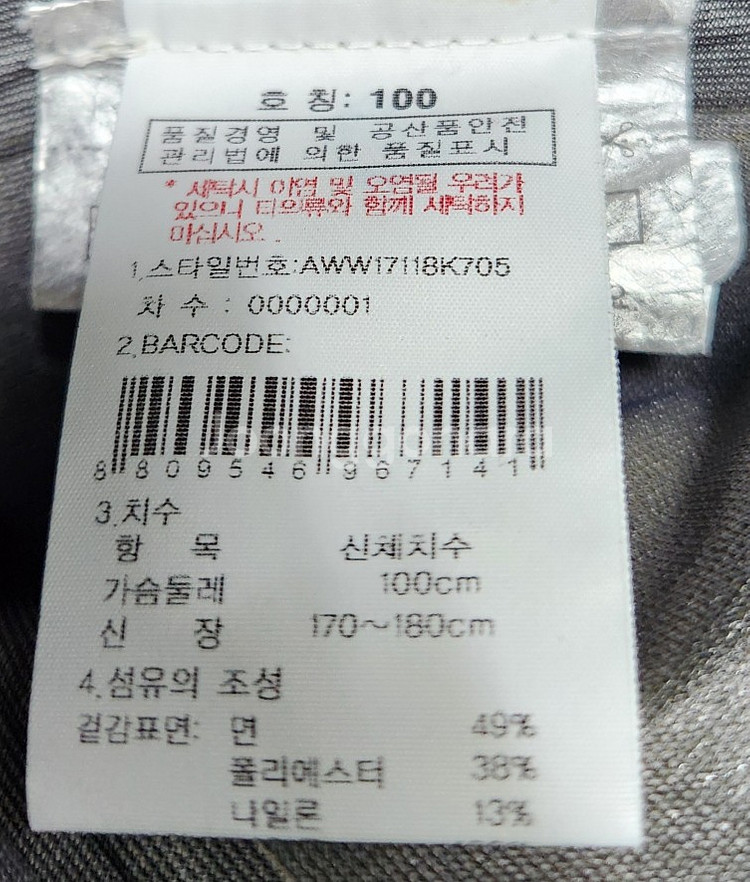 호 칭: 100
품질경영 및 공산품안전
관리법에 의한 품질표시
* 세탁시 이염 및 오염될 우려가
있으니 타의류와 함께 세탁하지
마십시오.
1.스타일번호:AWW17118K705
차 수 : 0000001
2.BARCODE:
8 809546 967141
3.치수
항 목 신체치수
가슴둘레 100cm
신 장 170~180cm
4.섬유의 조성
겉감표면: 면 49%
폴리에스터 38%
나일론 13%